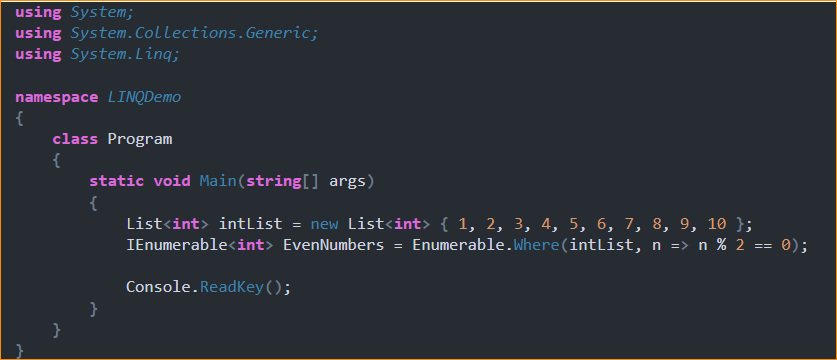 using System;
using System.Collections.Generic;
using System.Linq;

namespace LINQDemo
{
    class Program
    {
        static void Main(string[] args)
        {
            List<int> intList = new List<int> { 1, 2, 3, 4, 5, 6, 7, 8, 9, 10 };
            IEnumerable<int> EvenNumbers = Enumerable.Where(intList, n => n % 2 == 0);

            Console.ReadKey();
        }
    }
}